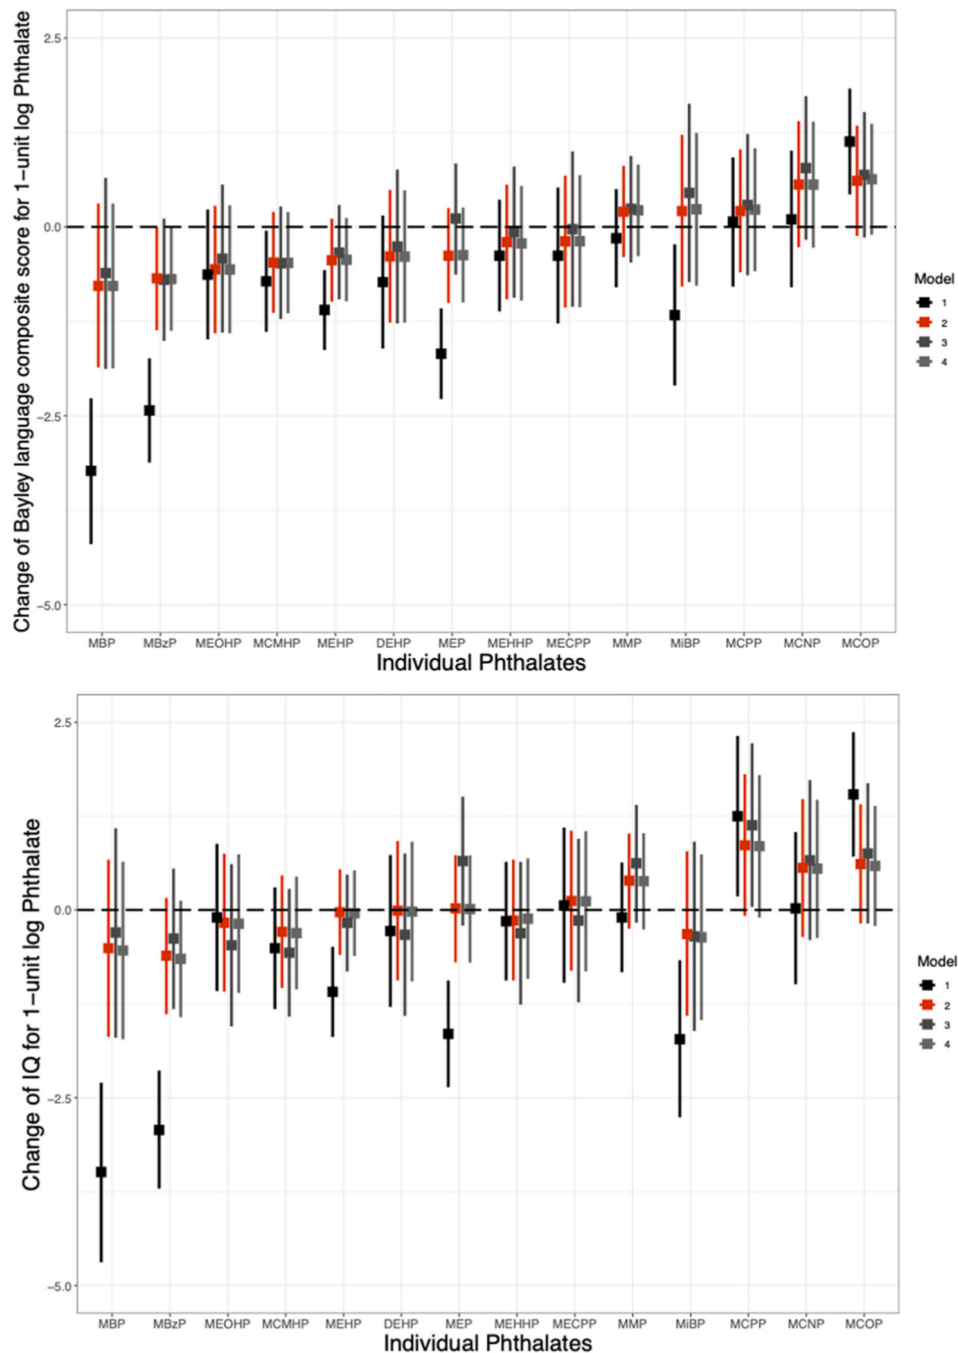 Change of Bayley language composite score for 1-unit log Phthalate
2.5
0.0
-2.5
-5.0
MBP MBzP MEOHP MCMHP MEHP DEHP MEP MEHHP MECPP MMP MiBP MCPP MCNP MCOP
Individual Phthalates
Model
1
2
3
4
Change of IQ for 1-unit log Phthalate
2.5
0.0
-2.5
-5.0
MBP MBzP MEOHP MCMHP MEHP DEHP MEP MEHHP MECPP MMP MiBP MCPP MCNP MCOP
Individual Phthalates
Model
1
2
3
4